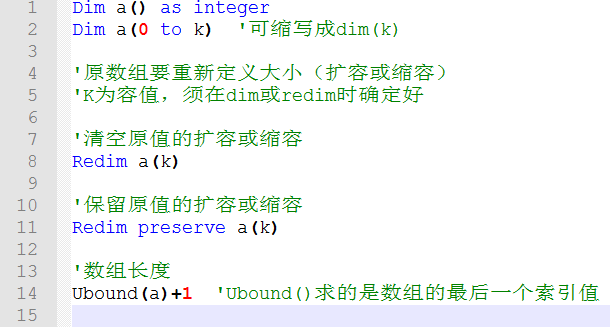 1 Dim a() as integer
2 Dim a(0 to k)  '可缩写成dim(k)
3
4 '原数组要重新定义大小（扩容或缩容）
5 'K为容值，须在dim或redim时确定好
6
7 '清空原值的扩容或缩容
8 Redim a(k)
9
10 '保留原值的扩容或缩容
11 Redim preserve a(k)
12
13 '数组长度
14 Ubound(a)+1  'Ubound()求的是数组的最后一个索引值
15